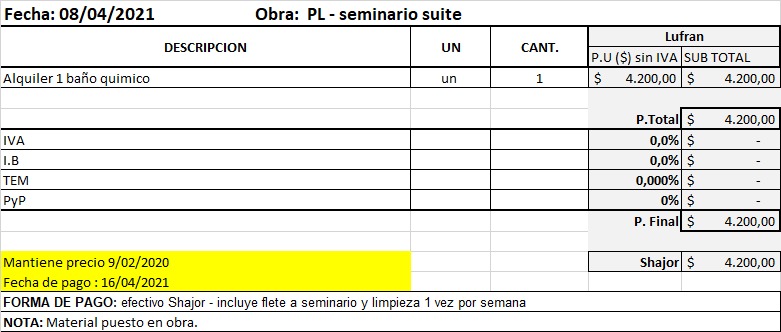 Fecha: 08/04/2021 Obra: PL - seminario suite
Lufran
DESCRIPCION UN CANT. P.U ($) sin IVA SUB TOTAL
Alquiler 1 baño quimico un 1 $ 4.200,00 $ 4.200,00
P.Total $ 4.200,00
IVA 0,0% $ -
I.B 0,0% $ -
TEM 0,000% $ -
PyP 0% $ -
P. Final $ 4.200,00
Mantiene precio 9/02/2020 Shajor $ 4.200,00
Fecha de pago : 16/04/2021
FORMA DE PAGO: efectivo Shajor - incluye flete a seminario y limpieza 1 vez por semana
NOTA: Material puesto en obra.